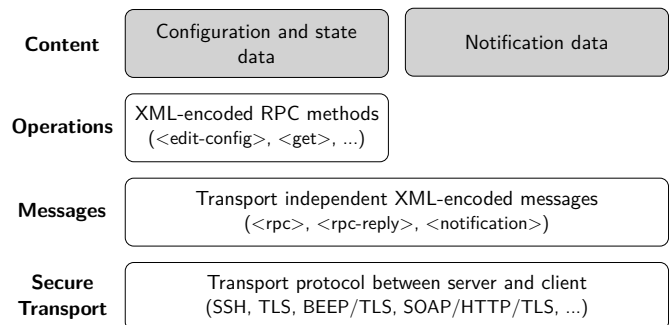 Content
Configuration and state
data
Notification data
Operations
XML-encoded RPC methods
(<edit-config>, <get>, ...)
Messages
Transport independent XML-encoded messages
(<rpc>, <rpc-reply>, <notification>)
Secure
Transport
Transport protocol between server and client
(SSH, TLS, BEEP/TLS, SOAP/HTTP/TLS, ...)